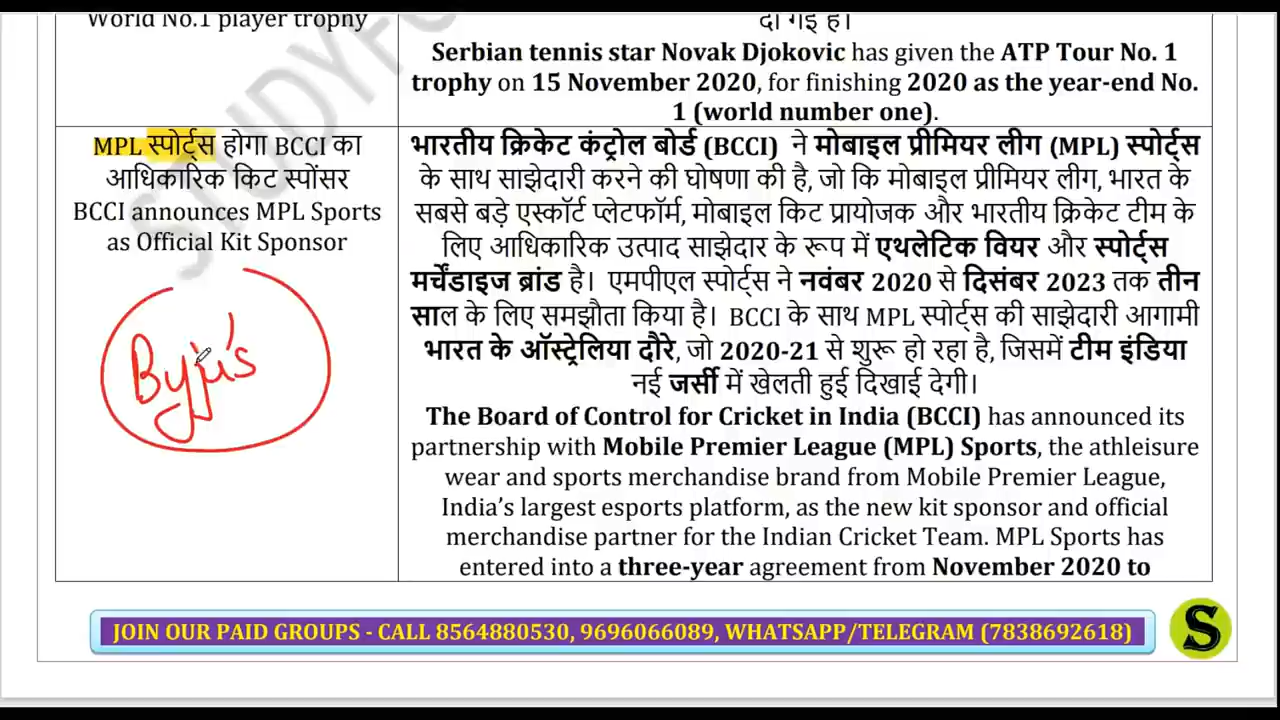 World No.1 player trophy
दी गई है।
Serbian tennis star Novak Djokovic has given the ATP Tour No. 1
trophy on 15 November 2020, for finishing 2020 as the year-end No.
1 (world number one).
MPL स्पोर्ट्स होगा BCCI का
आधिकारिक किट स्पोंसर
BCCI announces MPL Sports
as Official Kit Sponsor
Byju's
भारतीय क्रिकेट कंट्रोल बोर्ड (BCCI) ने मोबाइल प्रीमियर लीग (MPL) स्पोर्ट्स
के साथ साझेदारी करने की घोषणा की है, जो कि मोबाइल प्रीमियर लीग, भारत के
सबसे बड़े एस्कॉर्ट प्लेटफॉर्म, मोबाइल किट प्रायोजक और भारतीय क्रिकेट टीम के
लिए आधिकारिक उत्पाद साझेदार के रूप में एथलेटिक वियर और स्पोर्ट्स
मर्चेंडाइज ब्रांड है। एमपीएल स्पोर्ट्स ने नवंबर 2020 से दिसंबर 2023 तक तीन
साल के लिए समझौता किया है। BCCI के साथ MPL स्पोर्ट्स की साझेदारी आगामी
भारत के ऑस्ट्रेलिया दौरे, जो 2020-21 से शुरू हो रहा है, जिसमें टीम इंडिया
नई जर्सी में खेलती हुई दिखाई देगी।
The Board of Control for Cricket in India (BCCI) has announced its
partnership with Mobile Premier League (MPL) Sports, the athleisure
wear and sports merchandise brand from Mobile Premier League,
India's largest esports platform, as the new kit sponsor and official
merchandise partner for the Indian Cricket Team. MPL Sports has
entered into a three-year agreement from November 2020 to
JOIN OUR PAID GROUPS - CALL 8564880530, 9696066089, WHATSAPP/TELEGRAM (7838692618)
S